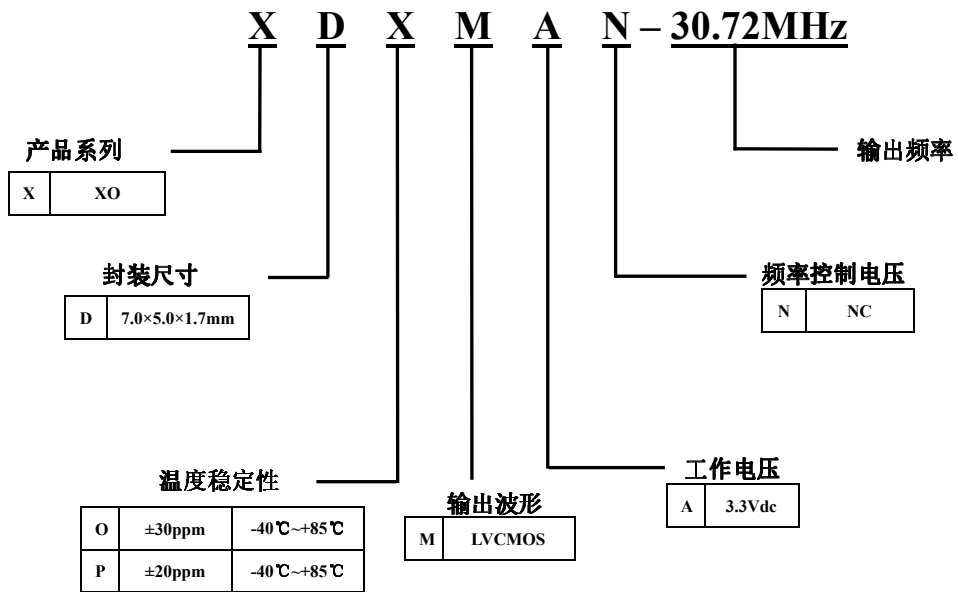 X D X M A N – 30.72MHz
产品系列
X XO
输出频率
封装尺寸
D 7.0×5.0×1.7mm
频率控制电压
N NC
温度稳定性
O ±30ppm -40℃~+85℃
P ±20ppm -40℃~+85℃
输出波形
M LVCMOS
工作电压
A 3.3Vdc